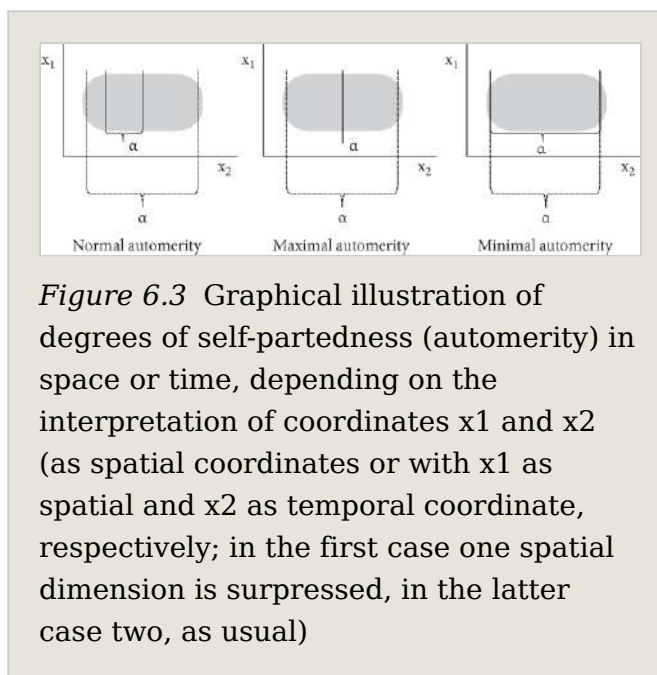 x1 x1 x1
α α α
x2 x2 x2
α α α
Normal automerity Maximal automerity Minimal automerity
Figure 6.3 Graphical illustration of
degrees of self-partedness (automerity) in
space or time, depending on the
interpretation of coordinates x1 and x2
(as spatial coordinates or with x1 as
spatial and x2 as temporal coordinate,
respectively; in the first case one spatial
dimension is surpressed, in the latter
case two, as usual)